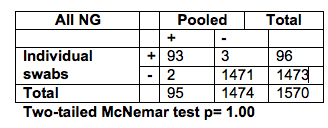 All NG Pooled Total
+ -
Individual swabs + 93 3 96
- 2 1471 1473
Total 95 1474 1570
Two-tailed McNemar test p= 1.00